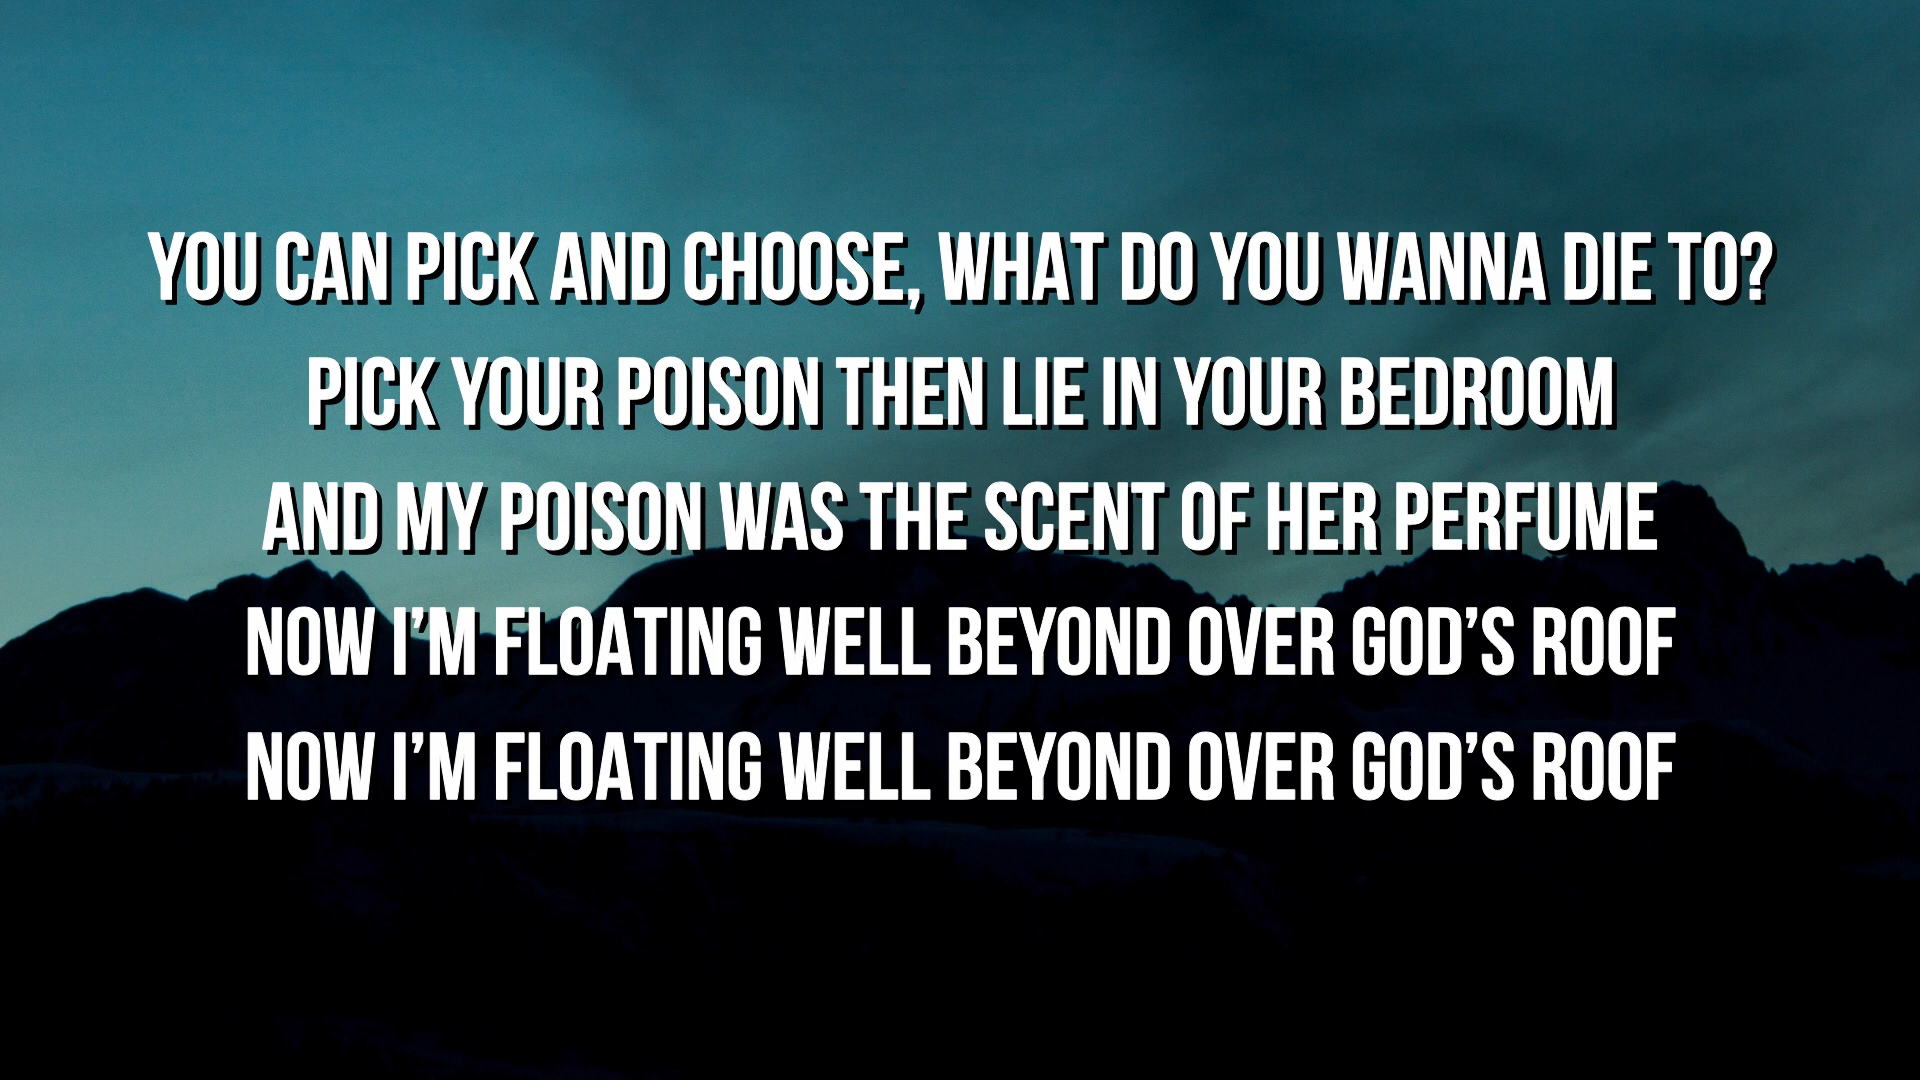 YOU CAN PICK AND CHOOSE, WHAT DO YOU WANNA DIE TO?
PICK YOUR POISON THEN LIE IN YOUR BEDROOM
AND MY POISON WAS THE SCENT OF HER PERFUME
NOW I’M FLOATING WELL BEYOND OVER GOD’S ROOF
NOW I’M FLOATING WELL BEYOND OVER GOD’S ROOF